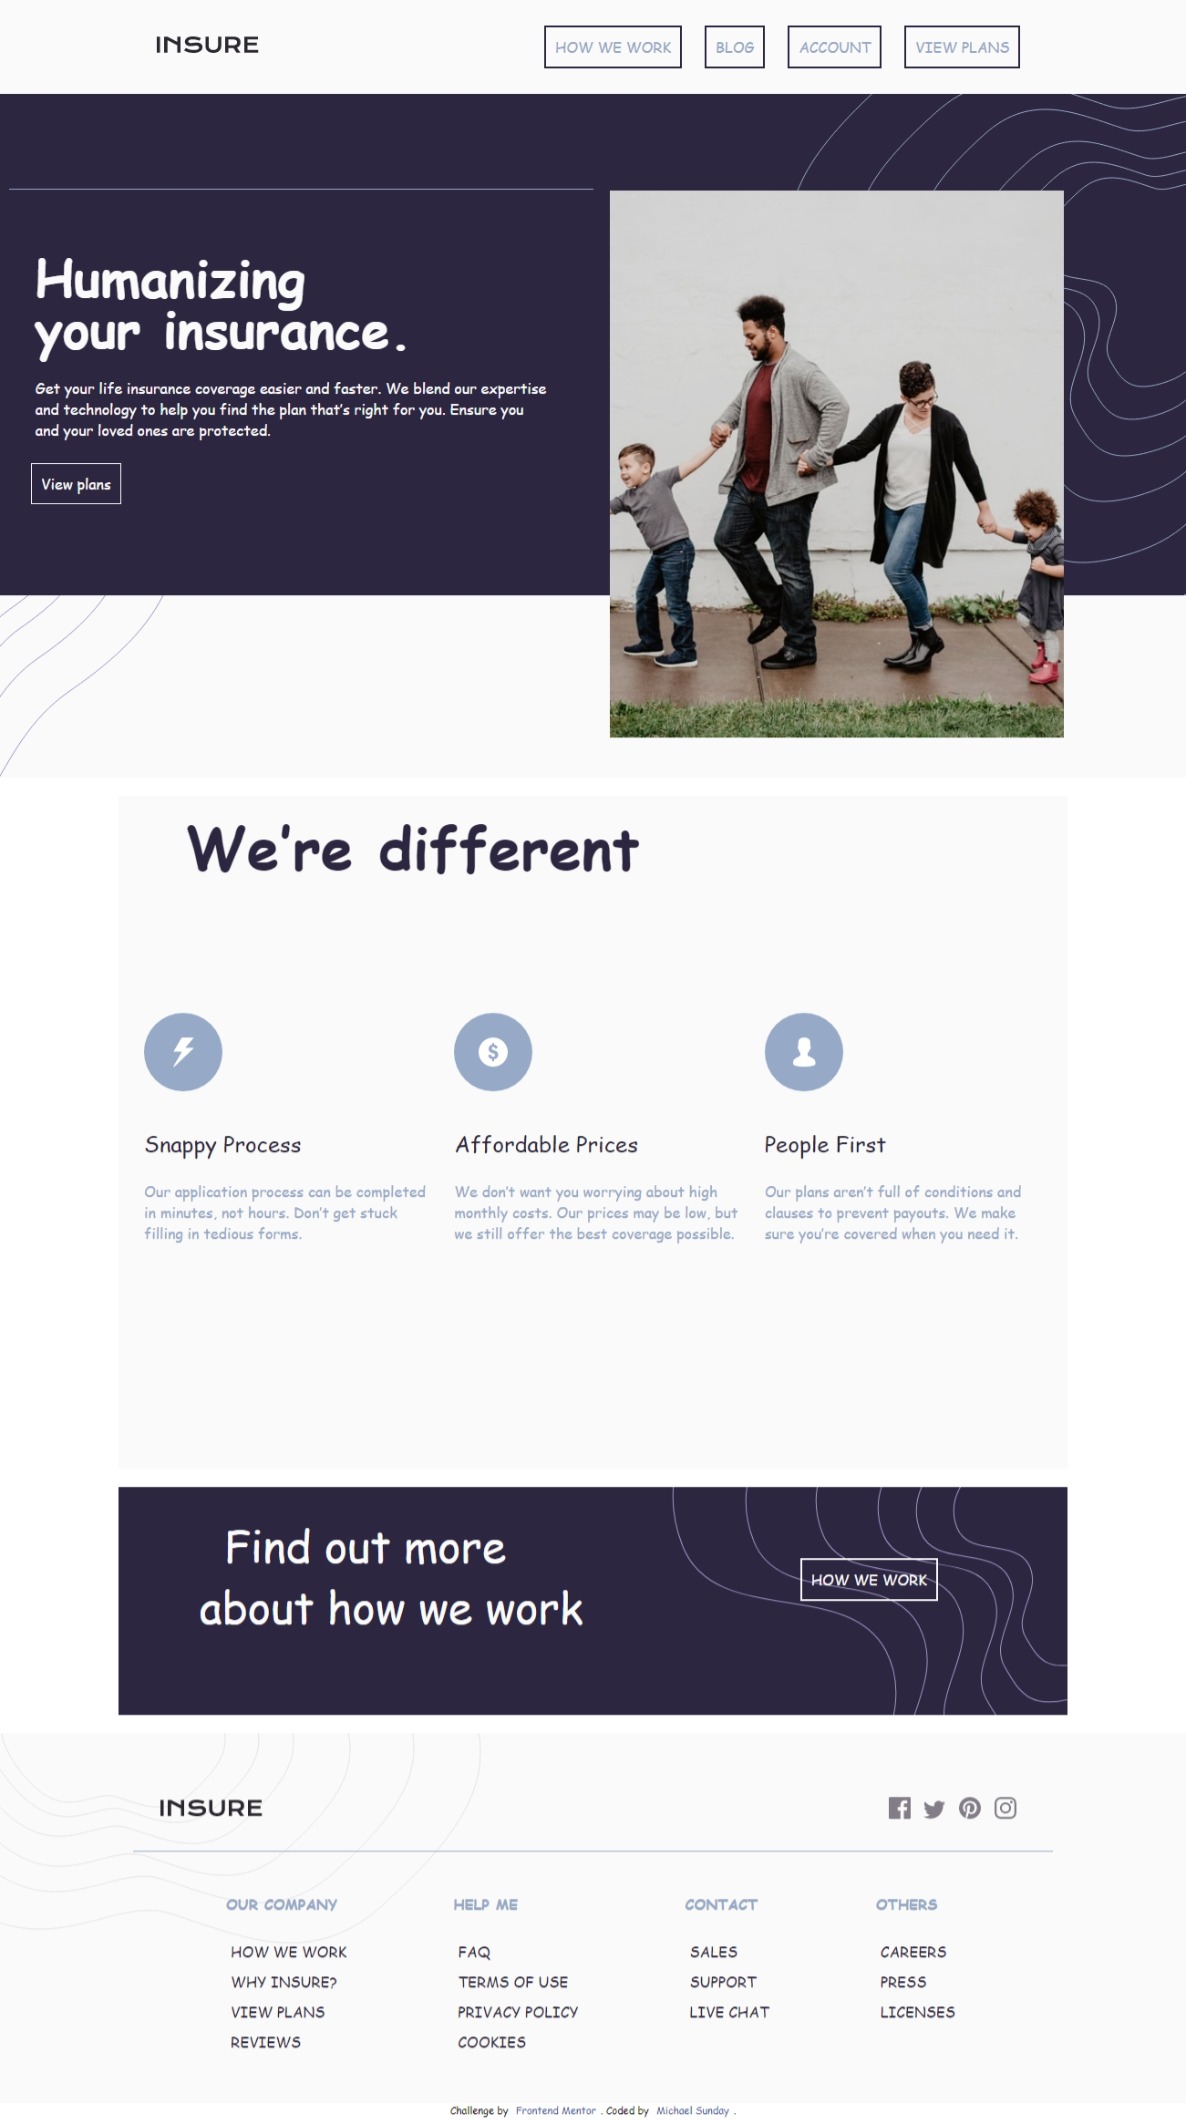 INSURE
HOW WE WORK
BLOG
ACCOUNT
VIEW PLANS
Humanizing
your insurance.
Get your life insurance coverage easier and faster. We blend our expertise
and technology to help you find the plan that's right for you. Ensure you
and your loved ones are protected.
View plans
We're different
Snappy Process
Our application process can be completed
in minutes, not hours. Don't get stuck
filling in tedious forms.
Affordable Prices
We don't want you worrying about high
monthly costs. Our prices may be low, but
we still offer the best coverage possible.
People First
Our plans aren't full of conditions and
clauses to prevent payouts. We make
sure you're covered when you need it.
Find out more
about how we work
HOW WE WORK
INSURE
OUR COMPANY
HOW WE WORK
WHY INSURE?
VIEW PLANS
REVIEWS
HELP ME
FAQ
TERMS OF USE
PRIVACY POLICY
COOKIES
CONTACT
SALES
SUPPORT
LIVE CHAT
OTHERS
CAREERS
PRESS
LICENSES
Challenge by Frontend Mentor . Coded by Michael Sunday .